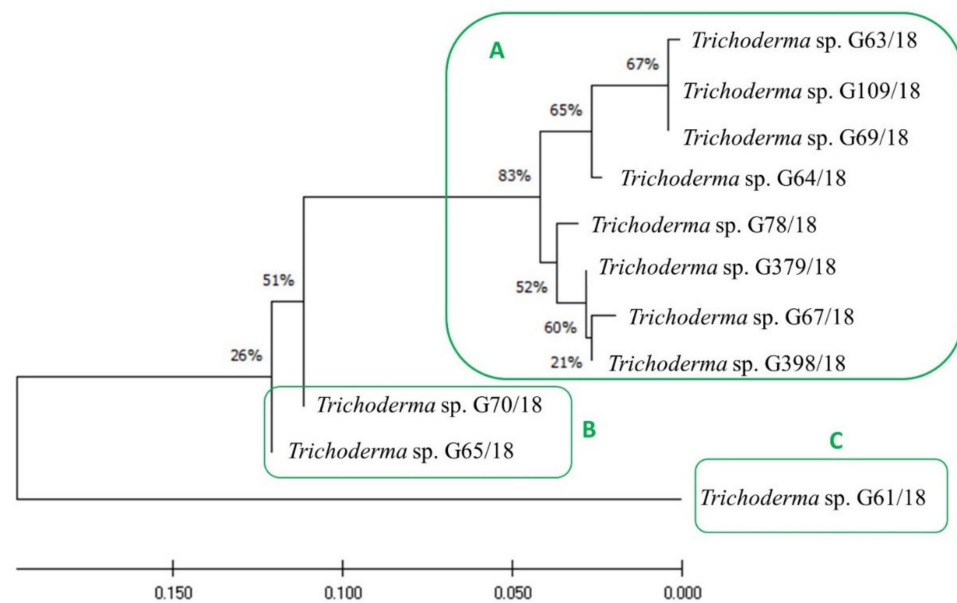 A
67%
Trichoderma sp. G63/18
Trichoderma sp. G109/18
65%
Trichoderma sp. G69/18
83%
Trichoderma sp. G64/18
Trichoderma sp. G78/18
Trichoderma sp. G379/18
51%
52%
Trichoderma sp. G67/18
60%
26%
21%
Trichoderma sp. G398/18
Trichoderma sp. G70/18
B
Trichoderma sp. G65/18
C
Trichoderma sp. G61/18
0.150 0.100 0.050 0.000